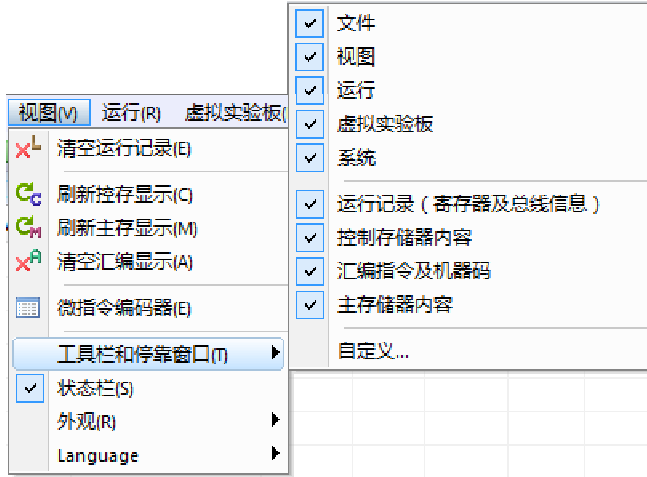 视图(V) 运行(R) 虚拟实验板(
清空运行记录(E)
刷新控存显示(C)
刷新主存显示(M)
清空汇编显示(A)
微指令编码器(E)
工具栏和停靠窗口(T)
状态栏(S)
外观(R)
Language
文件
视图
运行
虚拟实验板
系统
运行记录（寄存器及总线信息）
控制存储器内容
汇编指令及机器码
主存储器内容
自定义...